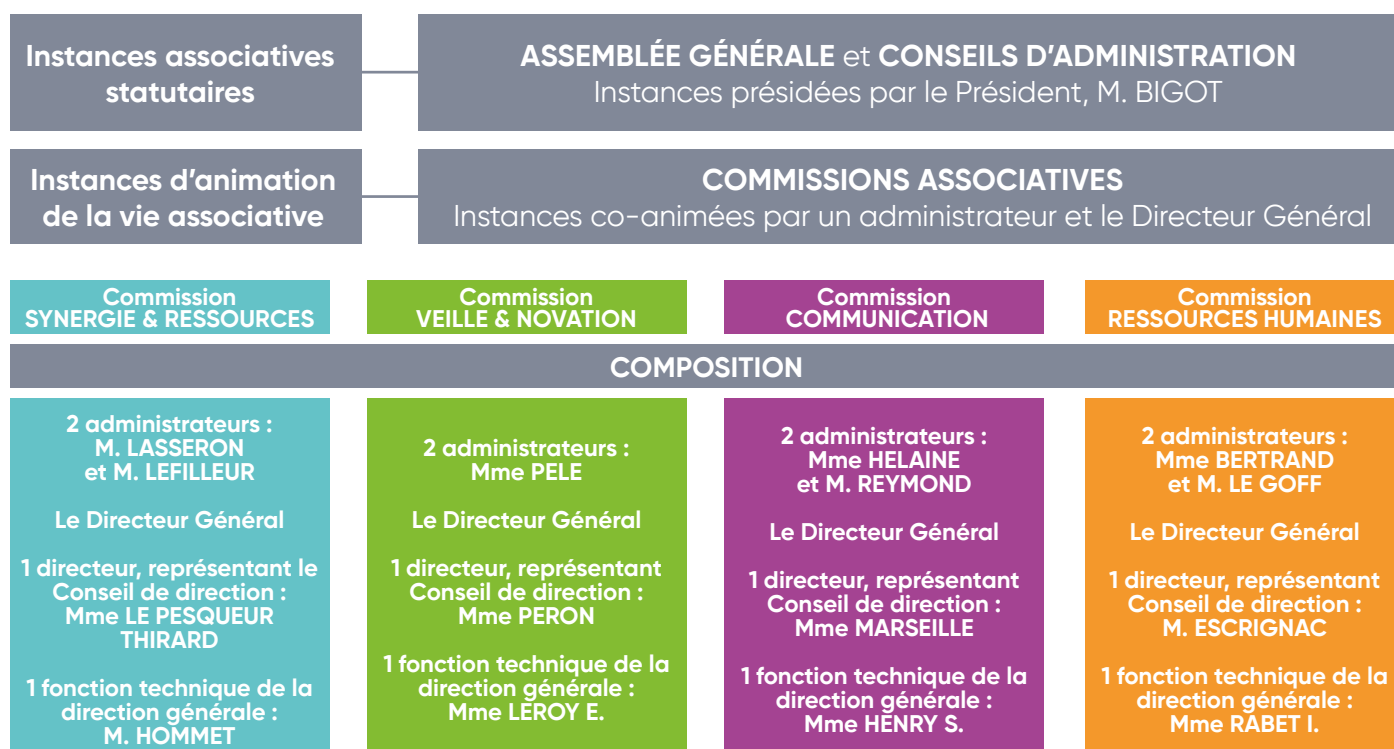 Instances associatives
statutaires
ASSEMBLÉE GÉNÉRALE et CONSEILS D'ADMINISTRATION
Instances présidées par le Président, M. BIGOT
Instances d'animation
de la vie associative
COMMISSIONS ASSOCIATIVES
Instances co-animées par un administrateur et le Directeur Général
Commission
SYNERGIE & RESSOURCES
Commission
VEILLE & NOVATION
Commission
COMMUNICATION
Commission
RESSOURCES HUMAINES
COMPOSITION
2 administrateurs :
M. LASSERON
et M. LEFILLEUR
Le Directeur Général
1 directeur, représentant le
Conseil de direction :
Mme LE PESQUEUR
THIRARD
1 fonction technique de la
direction générale :
M. HOMMET
2 administrateurs :
Mme PELE
Le Directeur Général
1 directeur, représentant
Conseil de direction :
Mme PERON
1 fonction technique de la
direction générale :
Mme LEROY E.
2 administrateurs :
Mme HELAINE
et M. REYMOND
Le Directeur Général
1 directeur, représentant
Conseil de direction :
Mme MARSEILLE
1 fonction technique de la
direction générale :
Mme HENRY S.
2 administrateurs :
Mme BERTRAND
et M. LE GOFF
Le Directeur Général
1 directeur, représentant
Conseil de direction :
M. ESCRIGNAC
1 fonction technique de la
direction générale :
Mme RABET I.